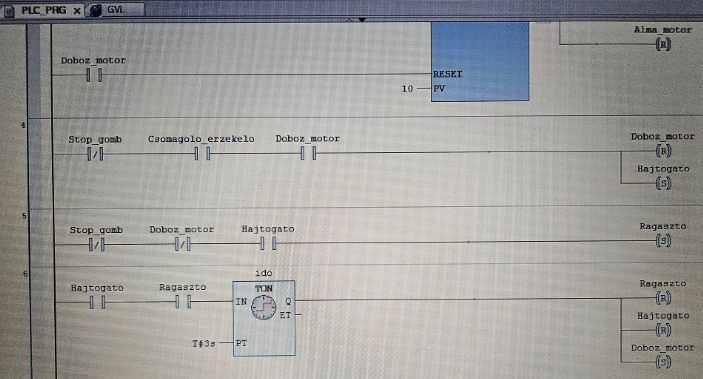 PLC_PRG x GVL
Alma_motor
(R)
Doboz_motor
RESET
10 PV
4
Stop_gomb Csomagolo_erzekelo Doboz_motor Doboz_motor
(R)
Hajtogato
(S)
5
Stop_gomb Doboz_motor Hajtogato Ragaszto
(S)
6
ido
Hajtogato Ragaszto TON Ragaszto
IN Q (R)
ET Hajtogato
(R)
T#3s PT Doboz_motor
(S)